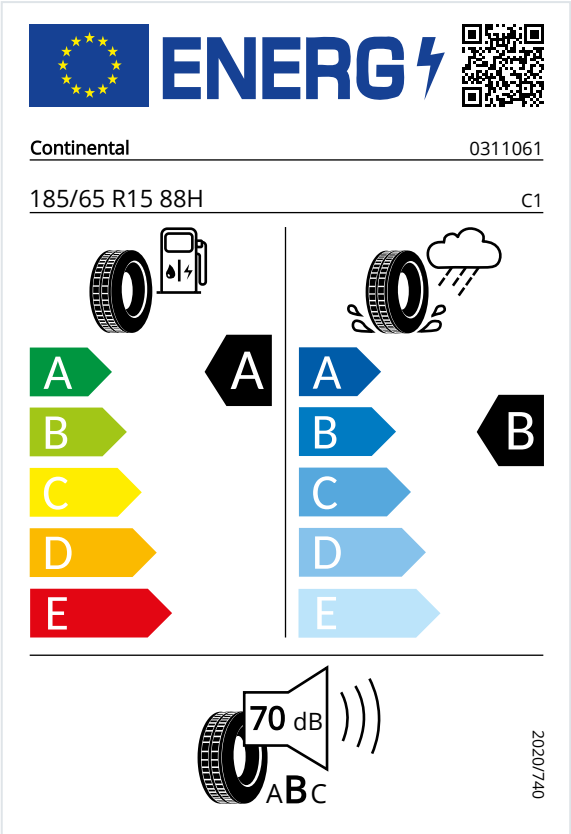 ENERG
Continental 0311061
185/65 R15 88H C1
A A A
B B B
C C
D D
E E
70 dB
ABC
2020/740